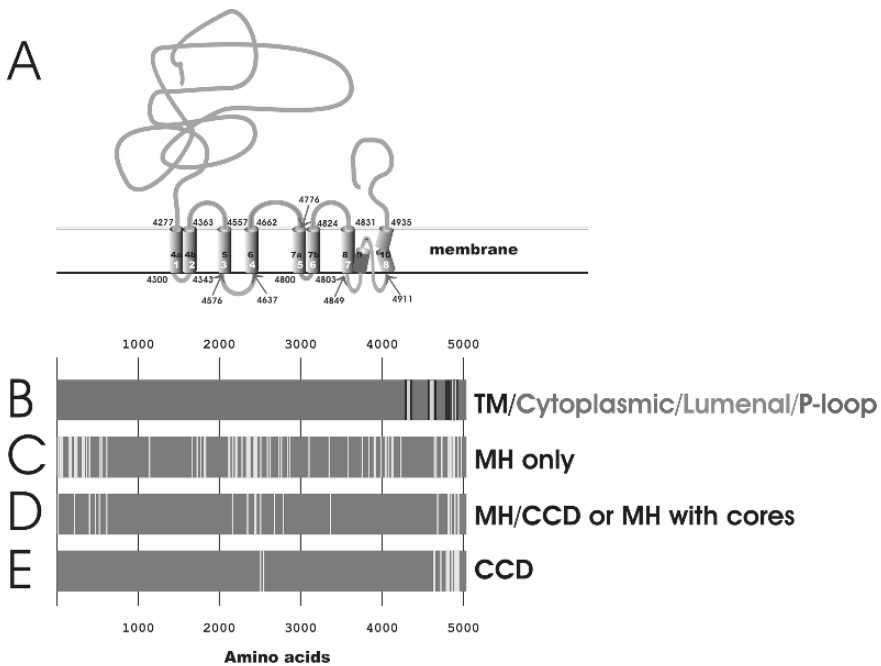 A
4776
4277 4363 4557 4662 4824 4831 4935
4a 4b 5 6 7a 7b 8 9 10
membrane
1 2 3 4 5 6 7 8
4300 4343 4800 4803
4576 4637 4849 4911
1000 2000 3000 4000 5000
B TM/Cytoplasmic/Lumenal/P-loop
C MH only
D MH/CCD or MH with cores
E CCD
1000 2000 3000 4000 5000
Amino acids